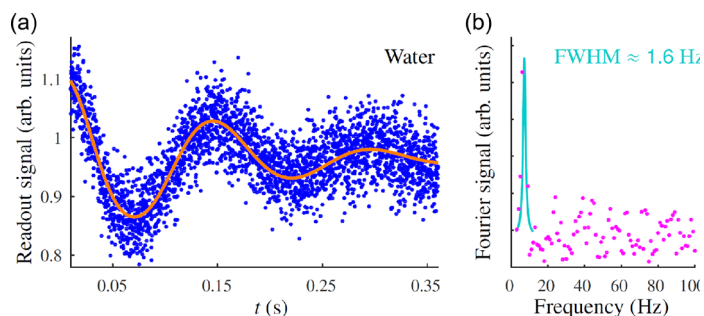 (a)
Water
Readout signal (arb. units)
1.1
1
0.9
0.8
0.05
0.15
0.25
0.35
t (s)
(b)
FWHM ≈ 1.6 Hz
Fourier signal (arb. units)
0
20
40
60
80
100
Frequency (Hz)